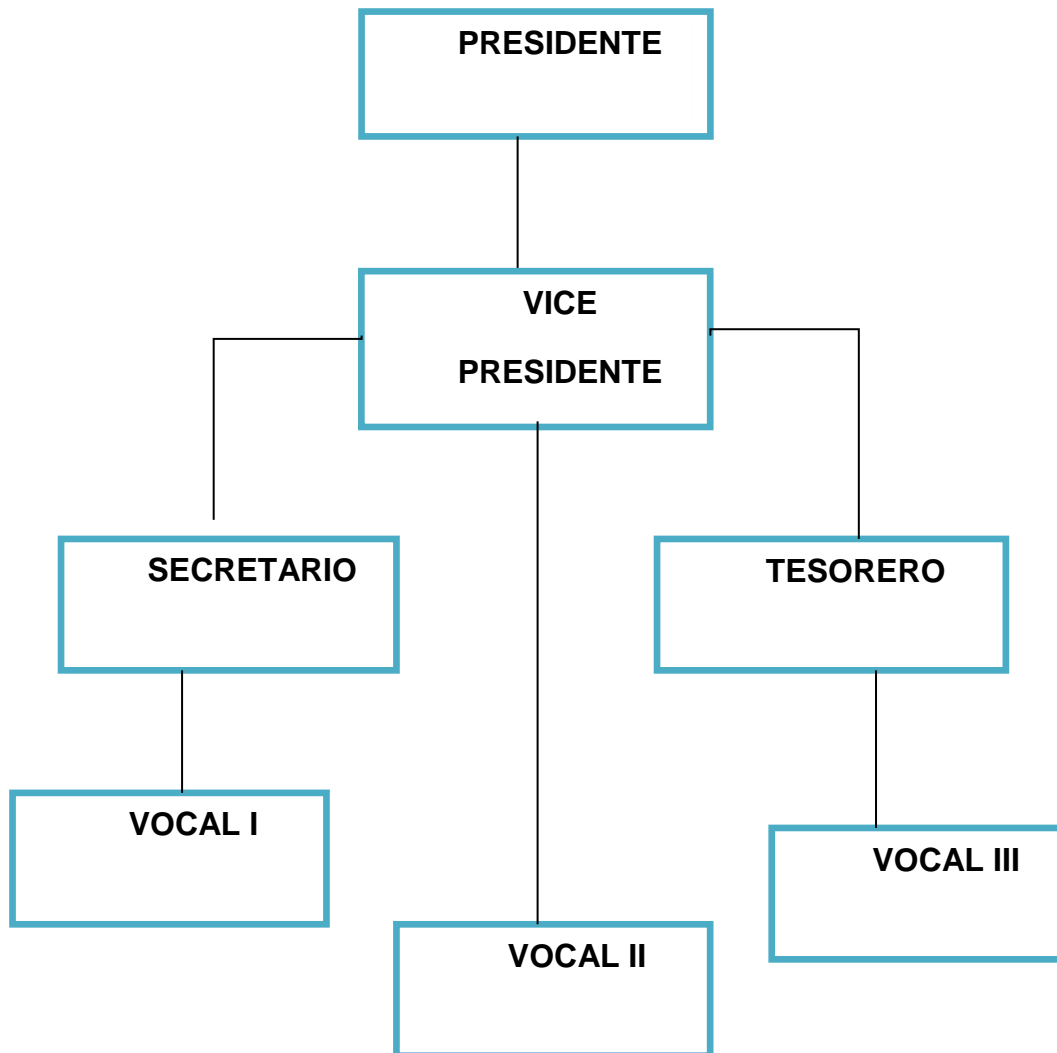 PRESIDENTE
VICE
PRESIDENTE
SECRETARIO
TESORERO
VOCAL I
VOCAL III
VOCAL II